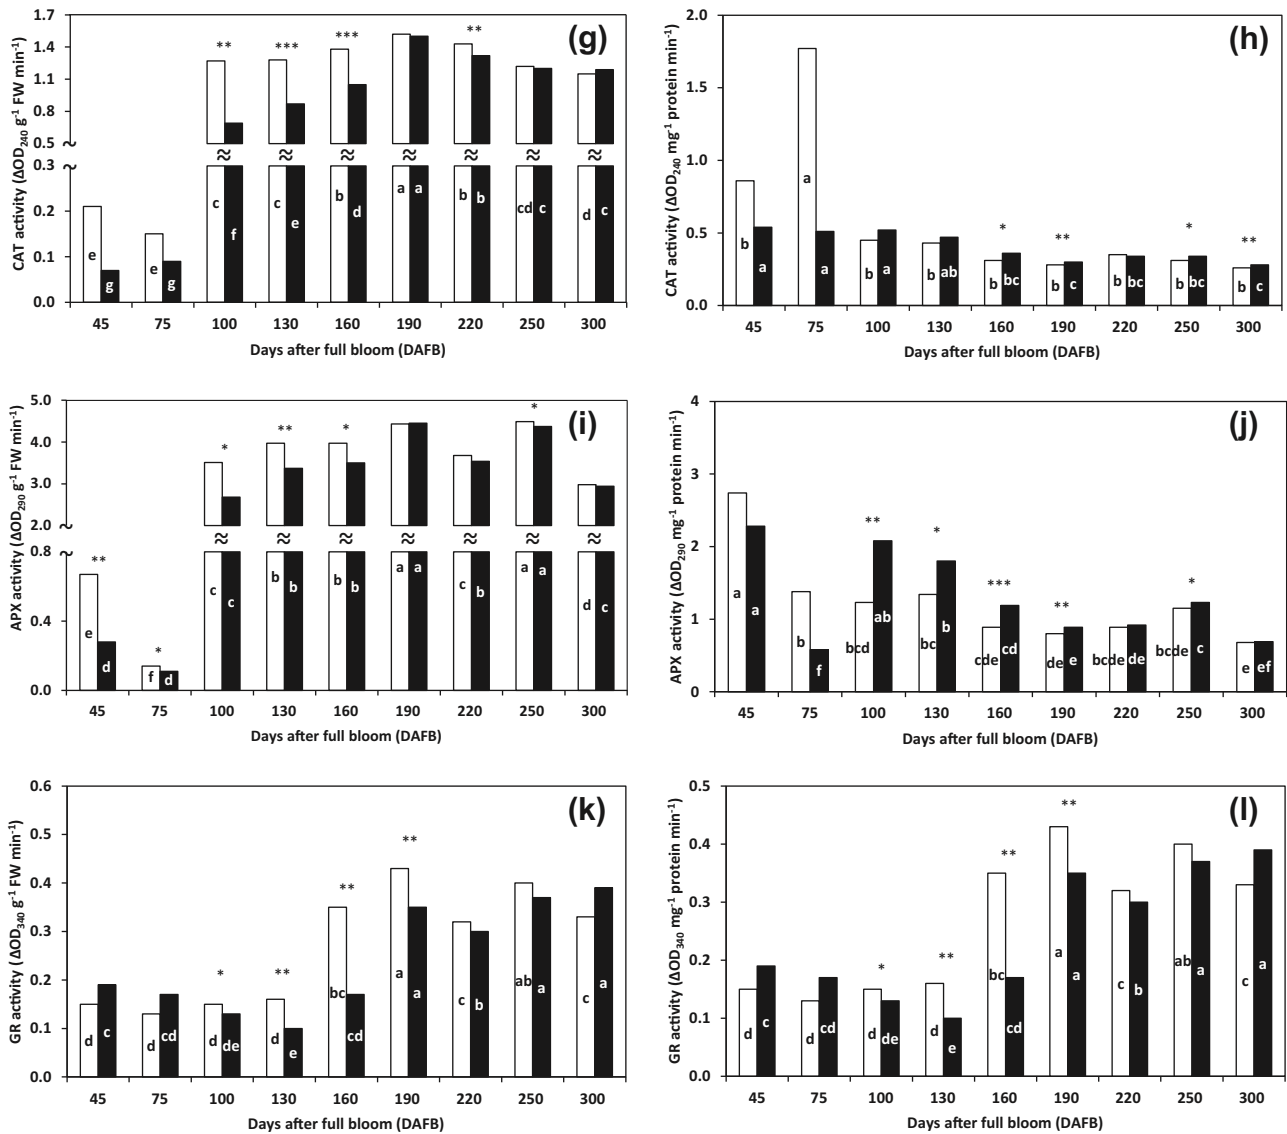 (g)
CAT activity (ΔOD240 g-1 FW min-1)
1.7
1.4
1.1
0.8
0.5
0.3
0.2
0.1
0.0
** *** *** **
e g e g c f c e b d a a b b cd c d c
45 75 100 130 160 190 220 250 300
Days after full bloom (DAFB)
(h)
CAT activity (ΔOD240 mg-1 protein min-1)
2.0
1.5
1.0
0.5
0.0
* ** * **
b a a a b a b ab b bc b c b bc b bc b c
45 75 100 130 160 190 220 250 300
Days after full bloom (DAFB)
(i)
APX activity (ΔOD290 g-1 FW min-1)
5.0
4.0
3.0
2.0
0.8
0.4
0.0
** * * ** * *
e d f d c c b b b b a a c b a a d c
45 75 100 130 160 190 220 250 300
Days after full bloom (DAFB)
(j)
APX activity (ΔOD290 mg-1 protein min-1)
4
3
2
1
0
** * *** ** *
a a b f bcd ab bc b cde cd de e bcde de bcde c e ef
45 75 100 130 160 190 220 250 300
Days after full bloom (DAFB)
(k)
GR activity (ΔOD340 g-1 FW min-1)
0.6
0.5
0.4
0.3
0.2
0.1
0.0
* ** ** **
d c d cd d de d e bc cd a a c b ab a c a
45 75 100 130 160 190 220 250 300
Days after full bloom (DAFB)
(l)
GR activity (ΔOD340 mg-1 protein min-1)
0.5
0.4
0.3
0.2
0.1
0.0
* ** ** **
d c d cd d de d e bc cd a a c b ab a c a
45 75 100 130 160 190 220 250 300
Days after full bloom (DAFB)